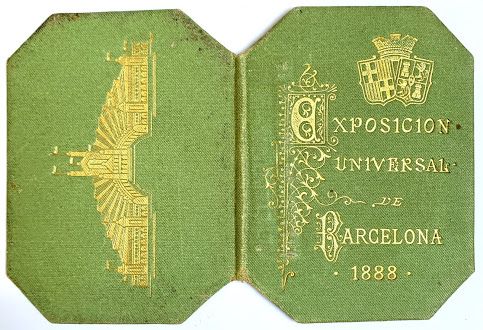 EXPOSICION
UNIVERSAL
DE
BARCELONA
· 1888 ·